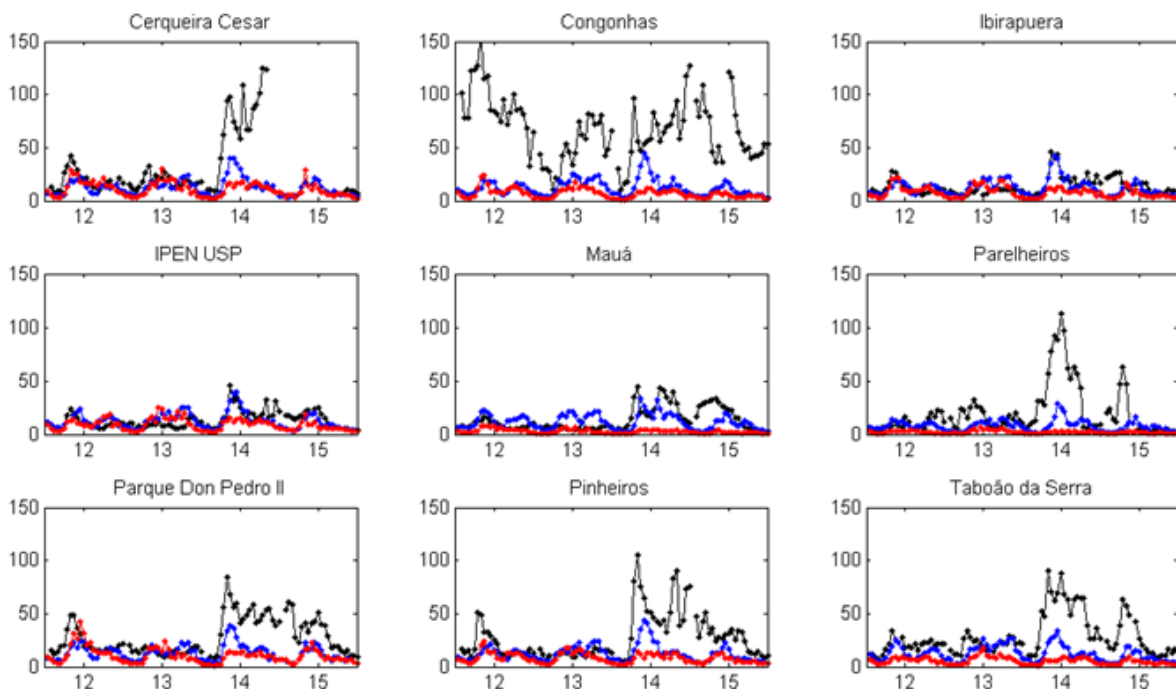 Cerqueira Cesar Congonhas Ibirapuera
150 150 150
100 100 100
50 50 50
0 0 0
12 13 14 15 12 13 14 15 12 13 14 15
IPEN USP Mauá Parelheiros
150 150 150
100 100 100
50 50 50
0 0 0
12 13 14 15 12 13 14 15 12 13 14 15
Parque Don Pedro II Pinheiros Taboão da Serra
150 150 150
100 100 100
50 50 50
0 0 0
12 13 14 15 12 13 14 15 12 13 14 15